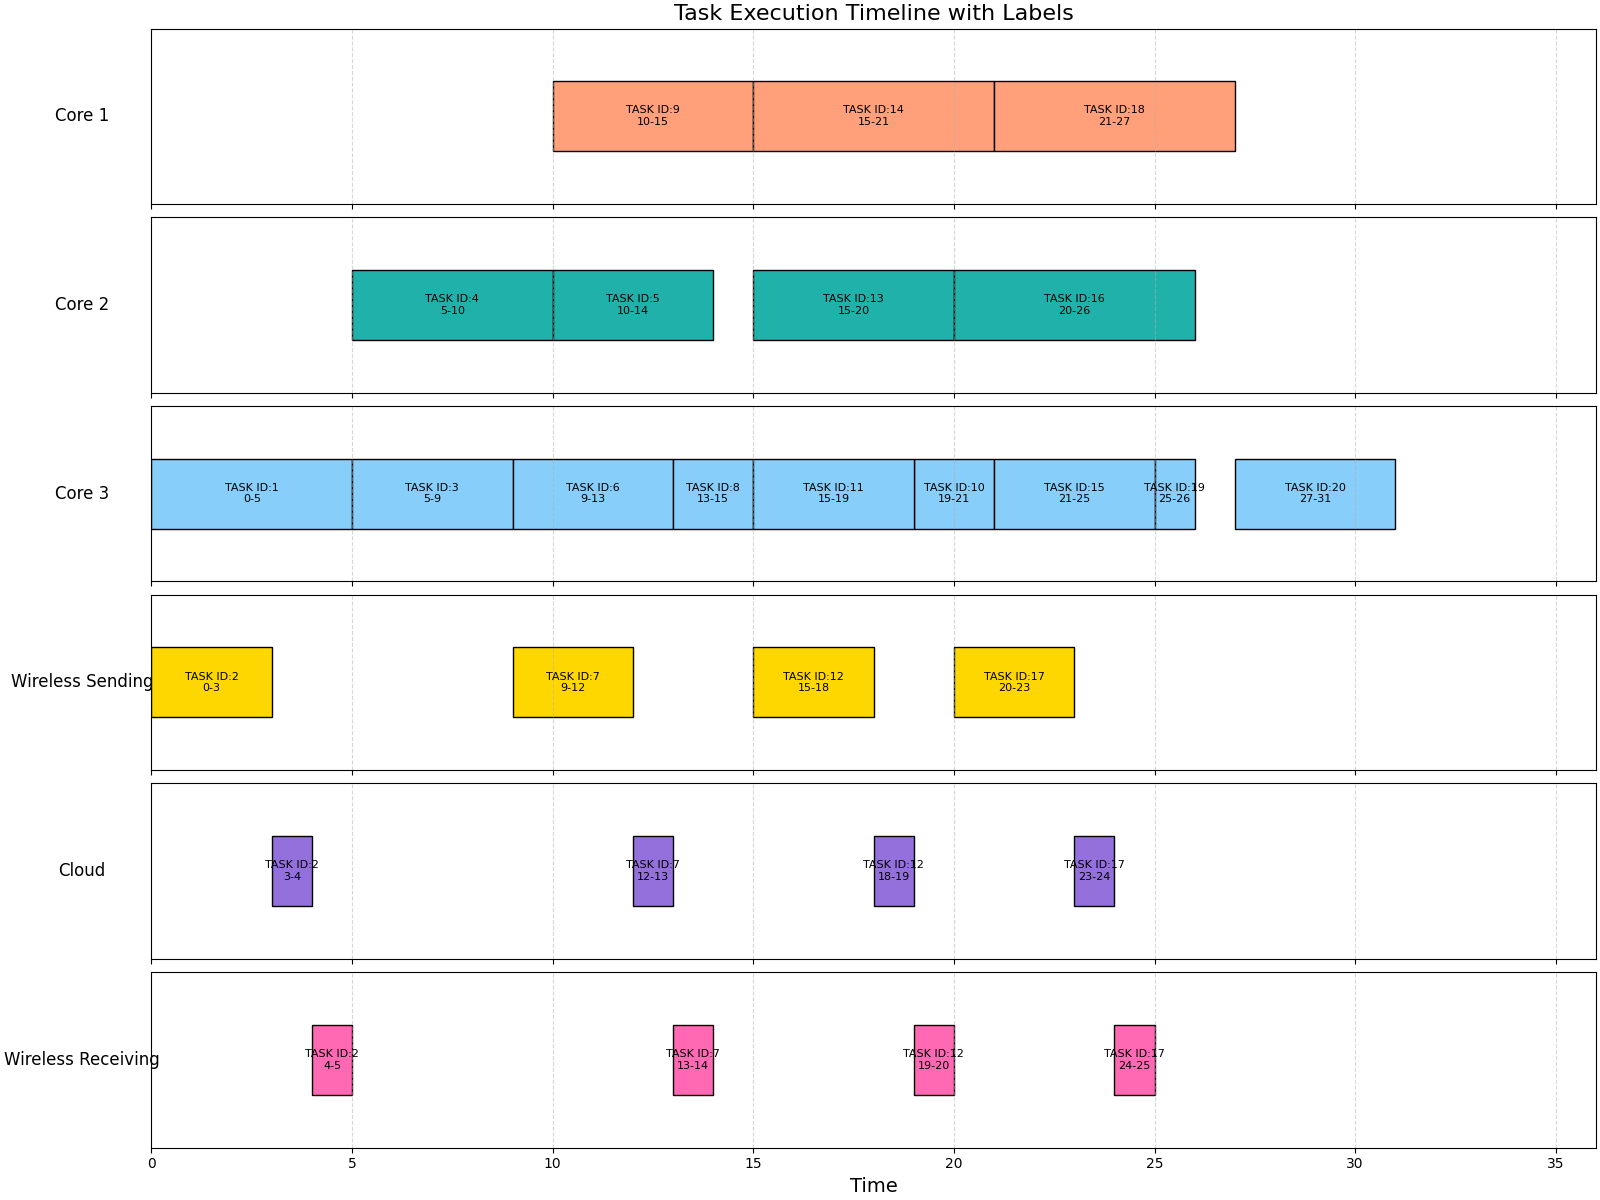 Task Execution Timeline with Labels
Core 1
TASK ID:9
10-15
TASK ID:14
15-21
TASK ID:18
21-27
Core 2
TASK ID:4
5-10
TASK ID:5
10-14
TASK ID:13
15-20
TASK ID:16
20-26
Core 3
TASK ID:1
0-5
TASK ID:3
5-9
TASK ID:6
9-13
TASK ID:8
13-15
TASK ID:11
15-19
TASK ID:10
19-21
TASK ID:15
21-25
TASK ID:19
25-26
TASK ID:20
27-31
Wireless Sending
TASK ID:2
0-3
TASK ID:7
9-12
TASK ID:12
15-18
TASK ID:17
20-23
Cloud
TASK ID:2
3-4
TASK ID:7
12-13
TASK ID:12
18-19
TASK ID:17
23-24
Wireless Receiving
TASK ID:2
4-5
TASK ID:7
13-14
TASK ID:12
19-20
TASK ID:17
24-25
0 5 10 15 20 25 30 35
Time